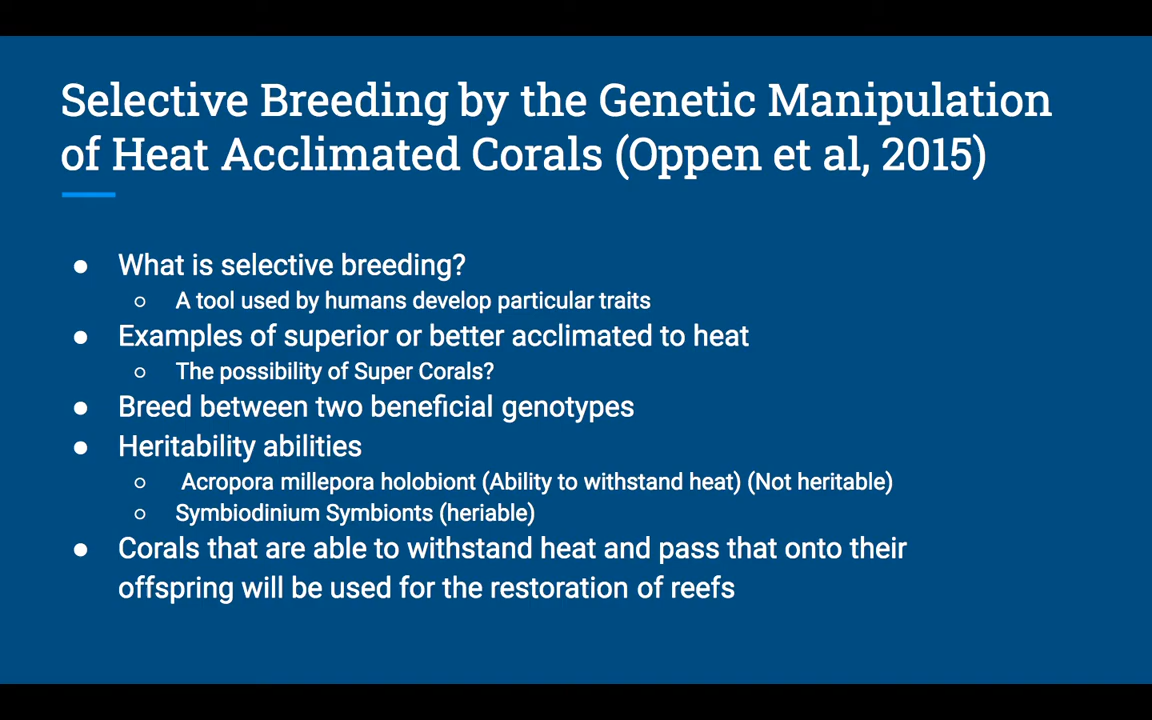 Selective Breeding by the Genetic Manipulation
of Heat Acclimated Corals (Oppen et al, 2015)
● What is selective breeding?
○ A tool used by humans develop particular traits
● Examples of superior or better acclimated to heat
○ The possibility of Super Corals?
● Breed between two beneficial genotypes
● Heritability abilities
○ Acropora millepora holobiont (Ability to withstand heat) (Not heritable)
○ Symbiodinium Symbionts (heriable)
● Corals that are able to withstand heat and pass that onto their
offspring will be used for the restoration of reefs